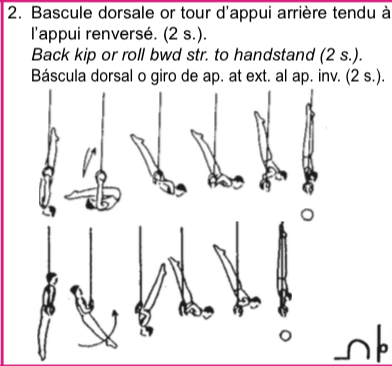 2. Bascule dorsale or tour d'appui arrière tendu à
l'appui renversé. (2 s.).
Back kip or roll bwd str. to handstand (2 s.).
Báscula dorsal o giro de ap. at ext. al ap. inv. (2 s.).